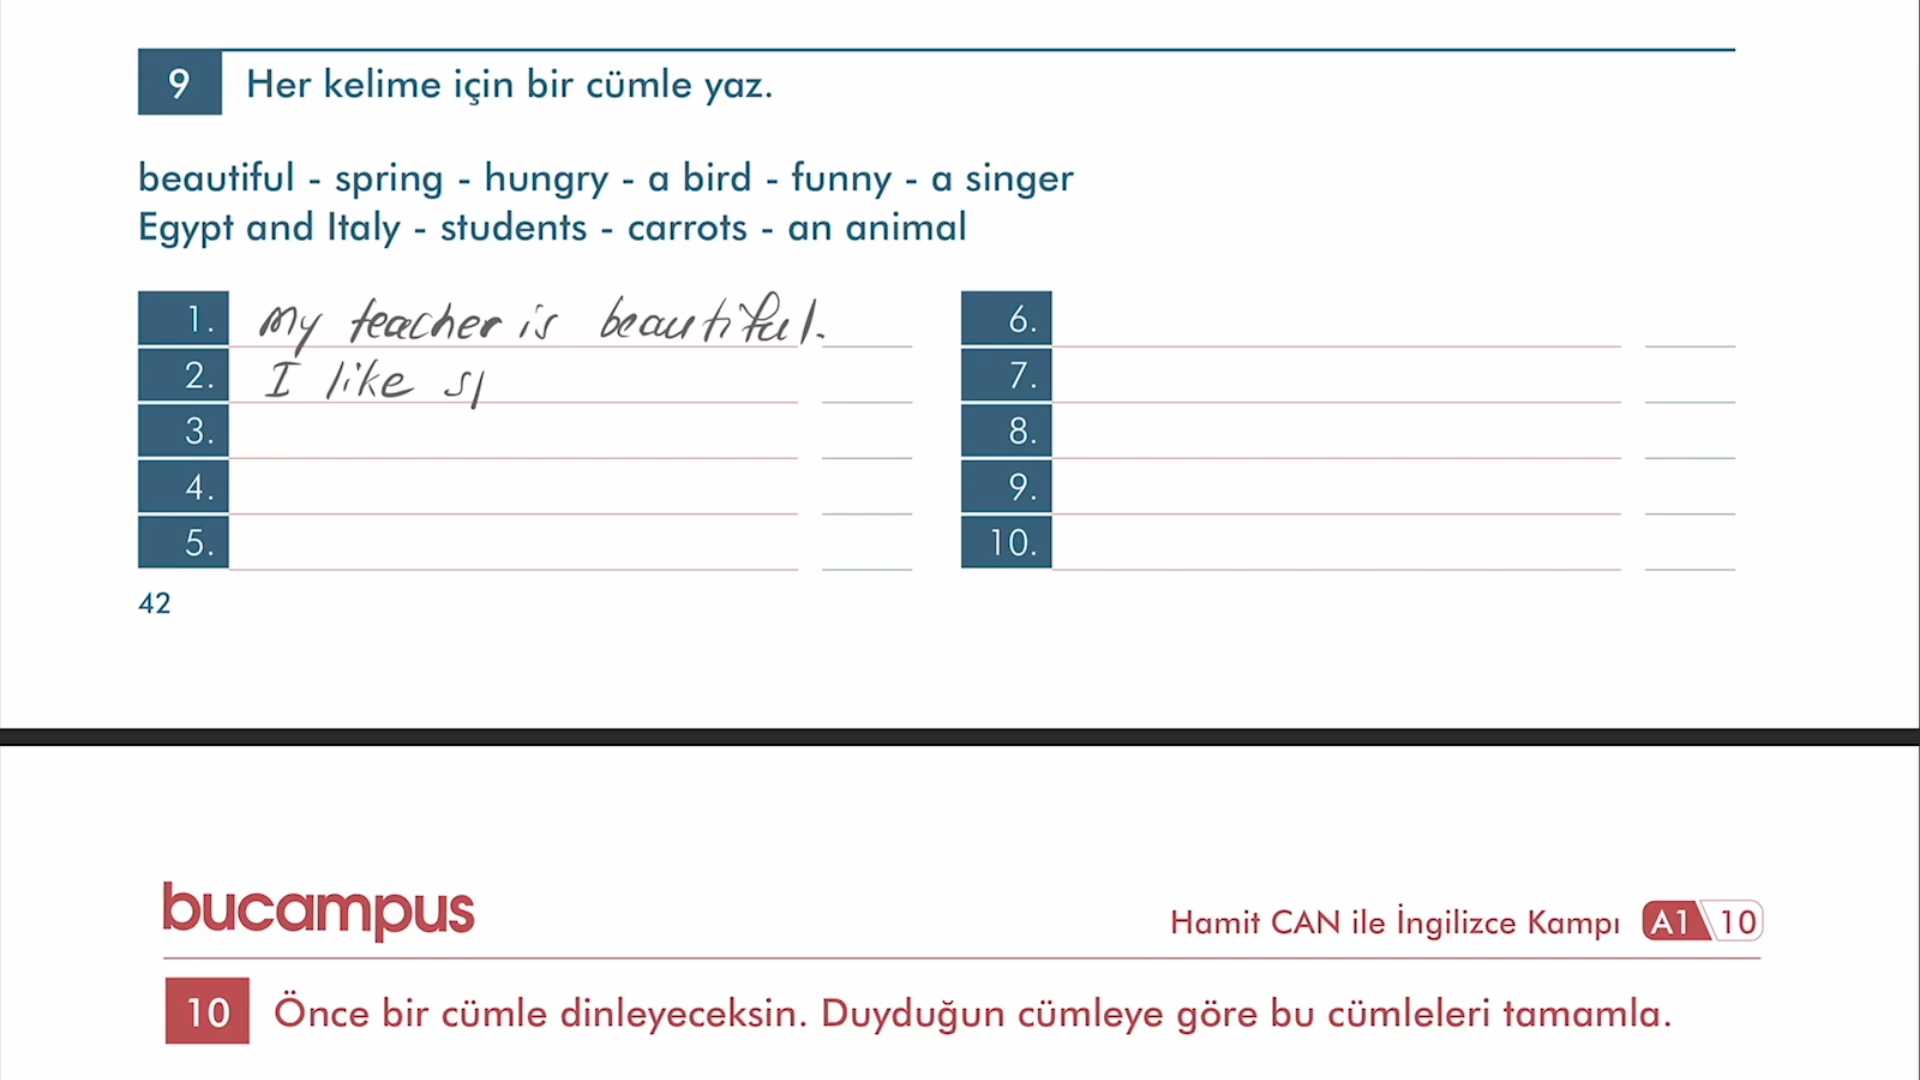 9 Her kelime için bir cümle yaz.
beautiful - spring - hungry - a bird - funny - a singer
Egypt and Italy - students - carrots - an animal
1. My teacher is beautiful.
2. I like sp
3.
4.
5.
6.
7.
8.
9.
10.
42
bucampus
Hamit CAN ile İngilizce Kampı A1 10
10 Önce bir cümle dinleyeceksin. Duyduğun cümleye göre bu cümleleri tamamla.